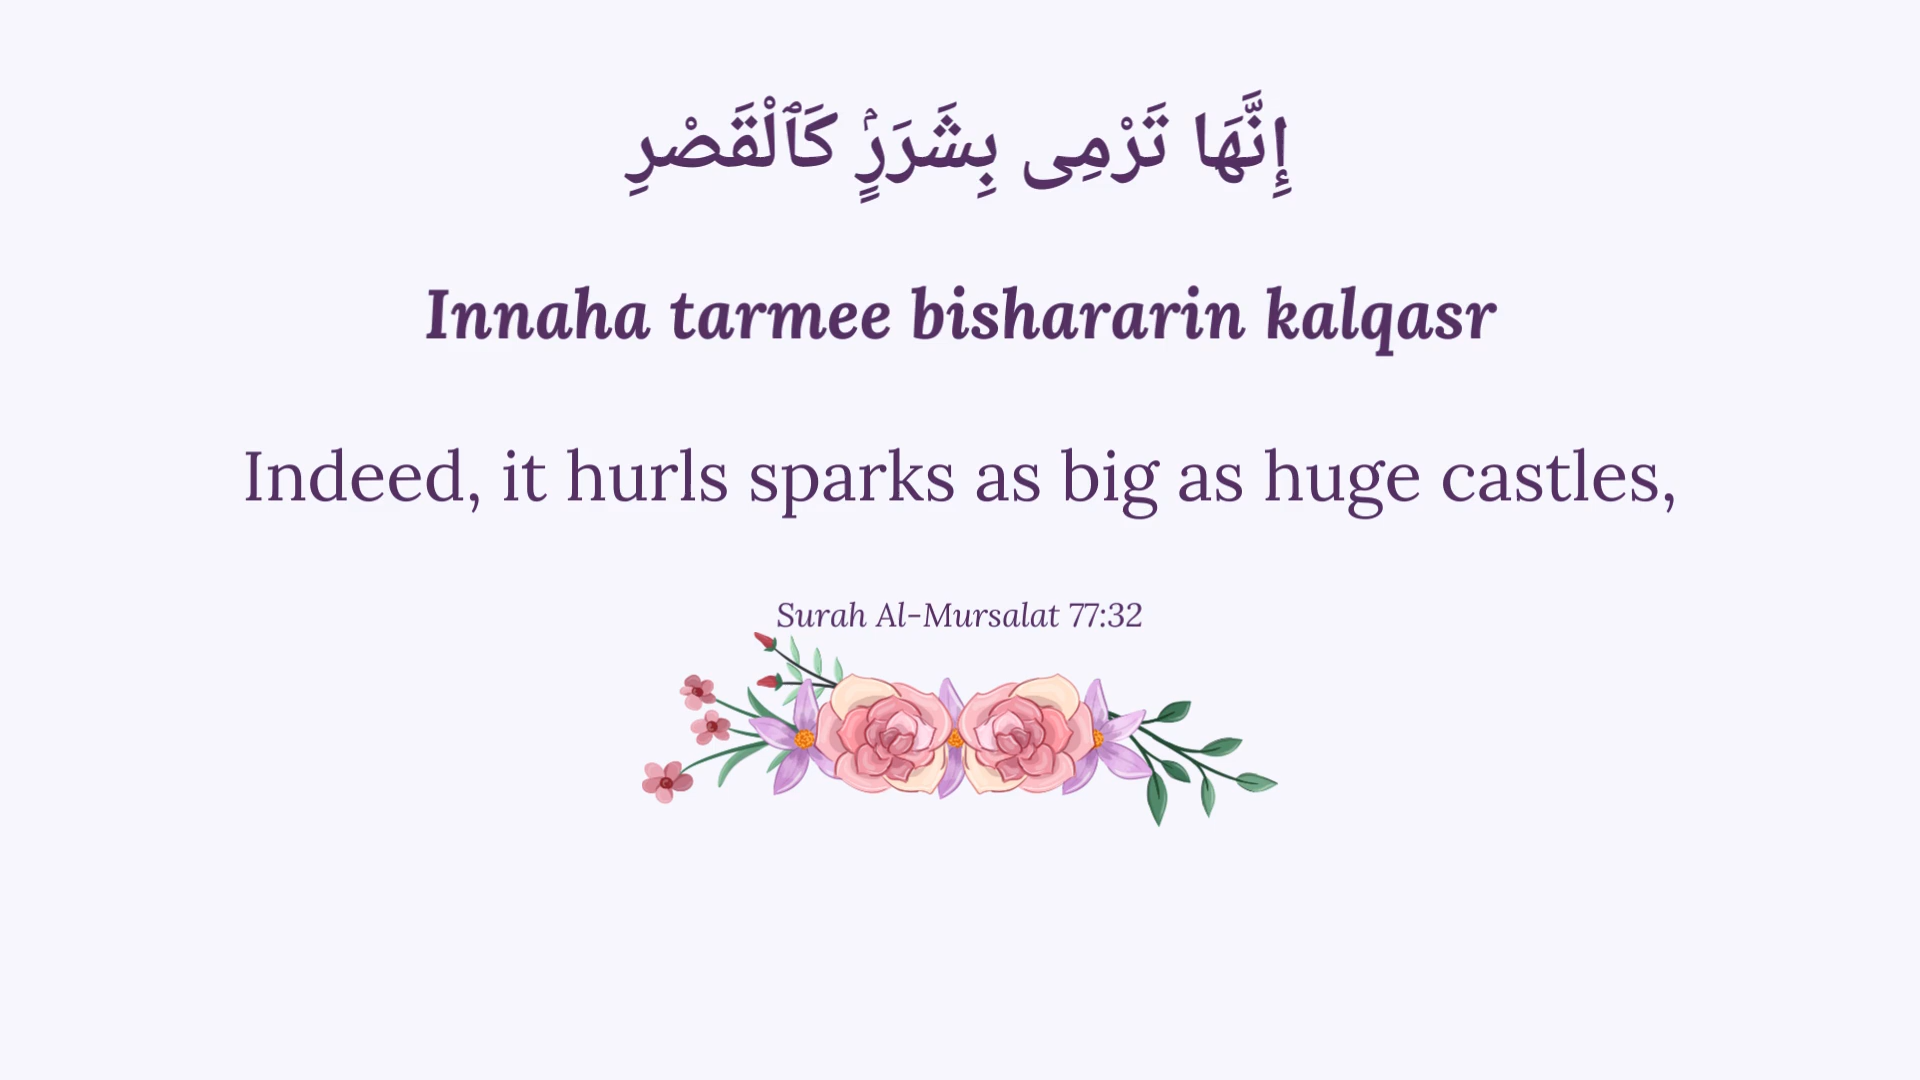 إِنَّهَا تَرْمِى بِشَرَرٍۢ كَٱلْقَصْرِ
Innaha tarmee bishararin kalqasr
Indeed, it hurls sparks as big as huge castles,
Surah Al-Mursalat 77:32